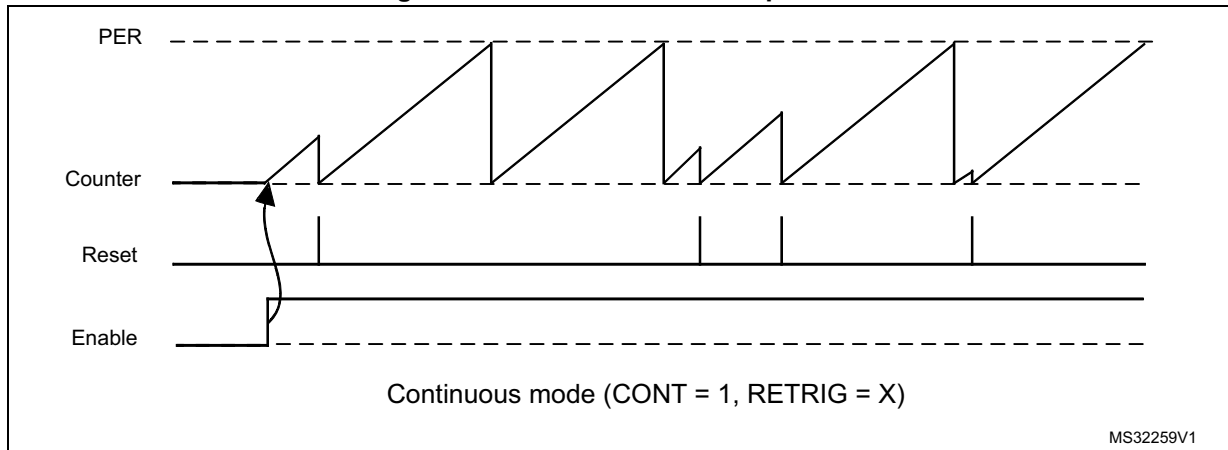 PER
Counter
Reset
Enable
Continuous mode (CONT = 1, RETRIG = X)
MS32259V1